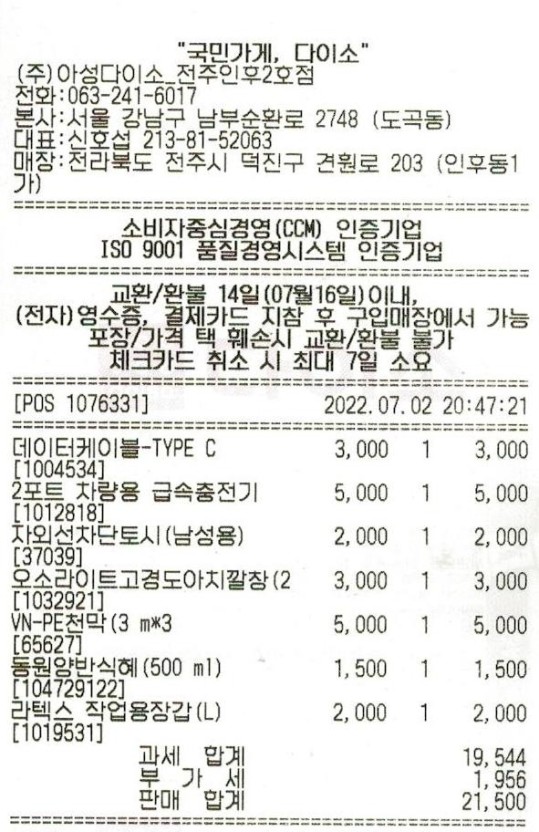 "국민가게, 다이소"
(주)아성다이소_전주인후2호점
전화:063-241-6017
본사:서울 강남구 남부순환로 2748 (도곡동)
대표:신호섭 213-81-52063
매장:전라북도 전주시 덕진구 견훤로 203 (인후동1
가)
소비자중심경영(CCM) 인증기업
ISO 9001 품질경영시스템 인증기업
교환/환불 14일(07월16일)이내,
(전자)영수증, 결제카드 지참 후 구입매장에서 가능
포장/가격 택 훼손시 교환/환불 불가
체크카드 취소 시 최대 7일 소요
[POS 1076331] 2022.07.02 20:47:21
데이터케이블-TYPE C 3,000 1 3,000
[1004534]
2포트 차량용 급속충전기 5,000 1 5,000
[1012818]
자외선차단토시(남성용) 2,000 1 2,000
[37039]
오소라이트고경도아치깔창(2 3,000 1 3,000
[1032921]
VN-PE천막(3 m*3 5,000 1 5,000
[65627]
동원양반식혜(500 ml) 1,500 1 1,500
[104729122]
라텍스 작업용장갑(L) 2,000 1 2,000
[1019531]
과세 합계 19,544
부 가 세 1,956
판매 합계 21,500